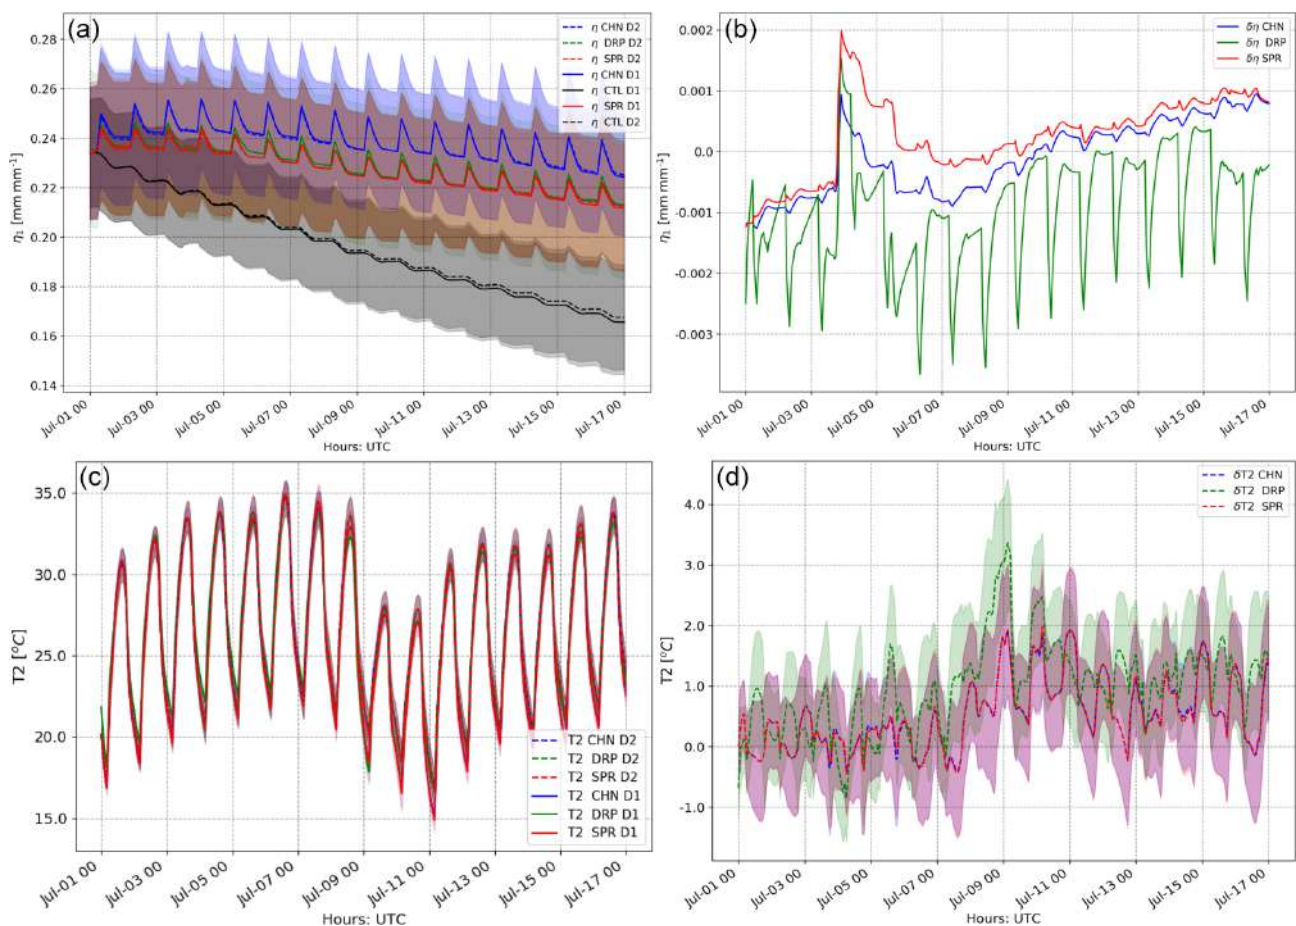 (a)
η CHN D2
η DRP D2
η SPR D2
η CHN D1
η CTL D1
η SPR D1
η CTL D2
0.28
0.26
0.24
0.22
0.20
0.18
0.16
0.14
η₁ [mm mm⁻¹]
Jul-01 00
Jul-03 00
Jul-05 00
Jul-07 00
Jul-09 00
Jul-11 00
Jul-13 00
Jul-15 00
Jul-17 00
Hours: UTC
(b)
δη CHN
δη DRP
δη SPR
0.002
0.001
0.0
-0.001
-0.002
-0.003
η₁ [mm mm⁻¹]
Jul-01 00
Jul-03 00
Jul-05 00
Jul-07 00
Jul-09 00
Jul-11 00
Jul-13 00
Jul-15 00
Jul-17 00
Hours: UTC
(c)
35.0
30.0
25.0
20.0
15.0
T2 [°C]
T2 CHN D2
T2 DRP D2
T2 SPR D2
T2 CHN D1
T2 DRP D1
T2 SPR D1
Jul-01 00
Jul-03 00
Jul-05 00
Jul-07 00
Jul-09 00
Jul-11 00
Jul-13 00
Jul-15 00
Jul-17 00
Hours: UTC
(d)
δT2 CHN
δT2 DRP
δT2 SPR
4.0
3.0
2.0
1.0
0.0
-1.0
T2 [°C]
Jul-01 00
Jul-03 00
Jul-05 00
Jul-07 00
Jul-09 00
Jul-11 00
Jul-13 00
Jul-15 00
Jul-17 00
Hours: UTC